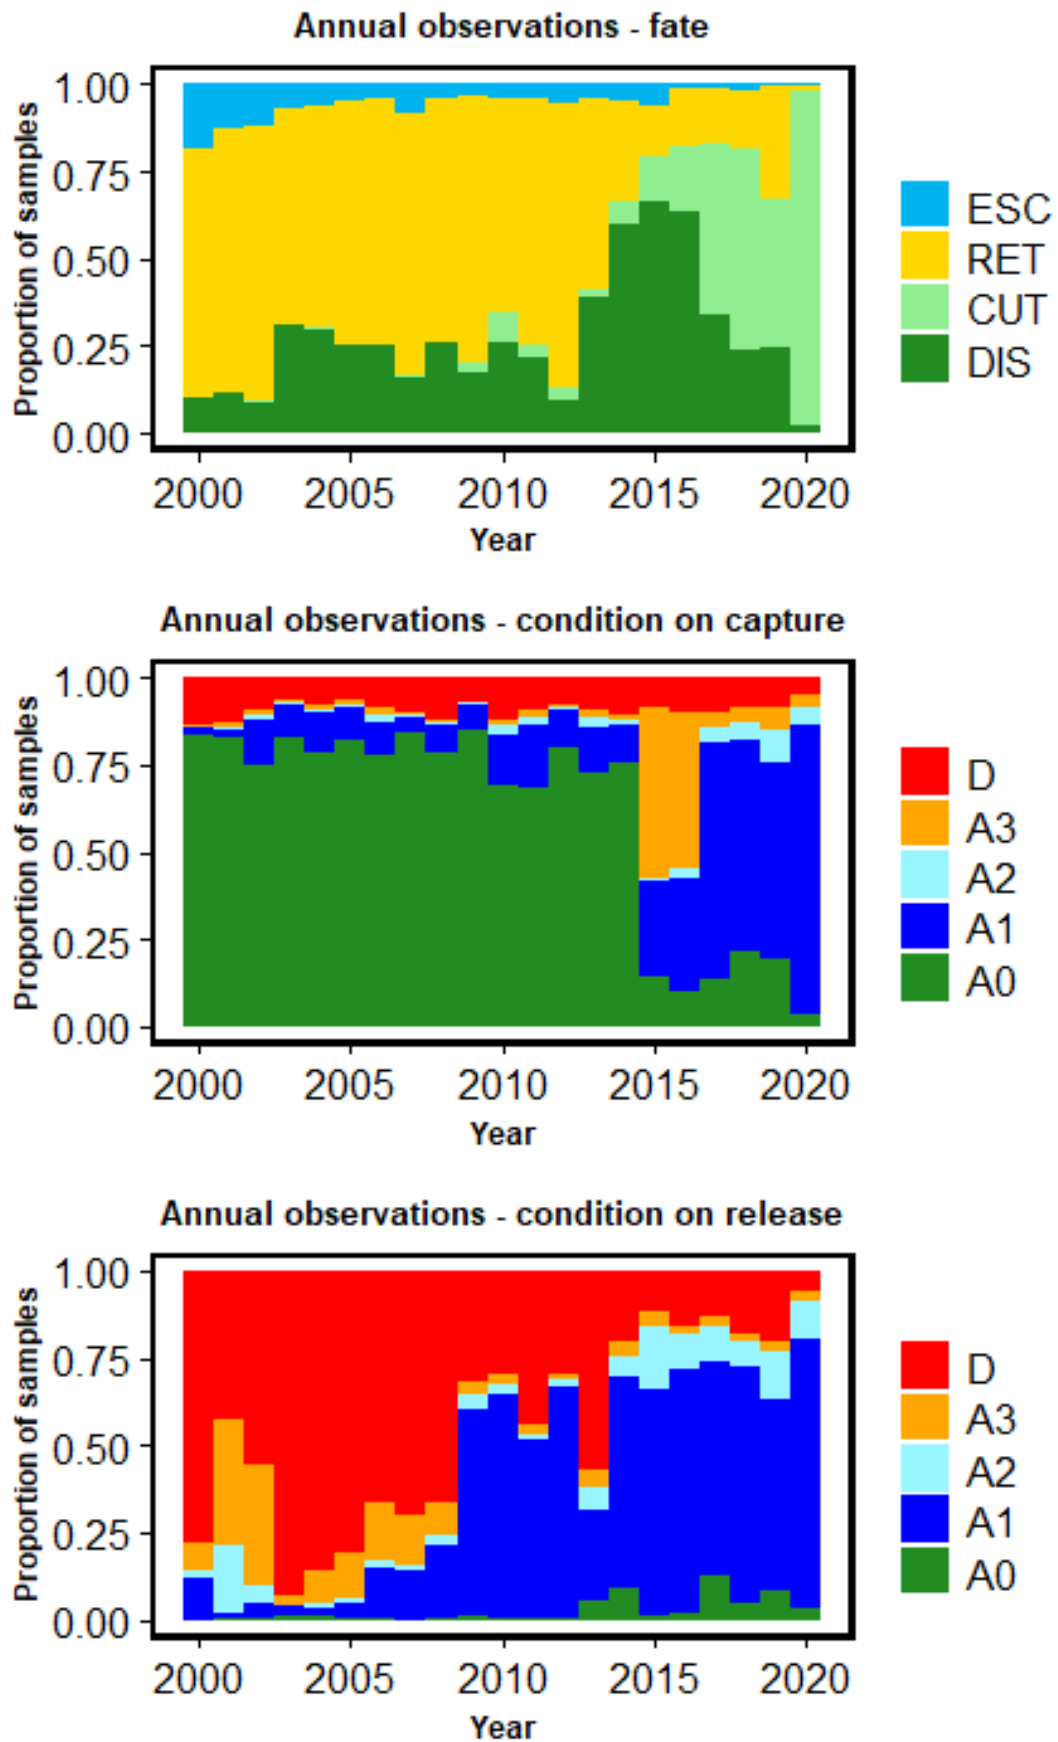 Annual observations - fate
Proportion of samples
1.00
0.75
0.50
0.25
0.00
2000 2005 2010 2015 2020
Year
ESC
RET
CUT
DIS
Annual observations - condition on capture
Proportion of samples
1.00
0.75
0.50
0.25
0.00
2000 2005 2010 2015 2020
Year
D
A3
A2
A1
A0
Annual observations - condition on release
Proportion of samples
1.00
0.75
0.50
0.25
0.00
2000 2005 2010 2015 2020
Year
D
A3
A2
A1
A0